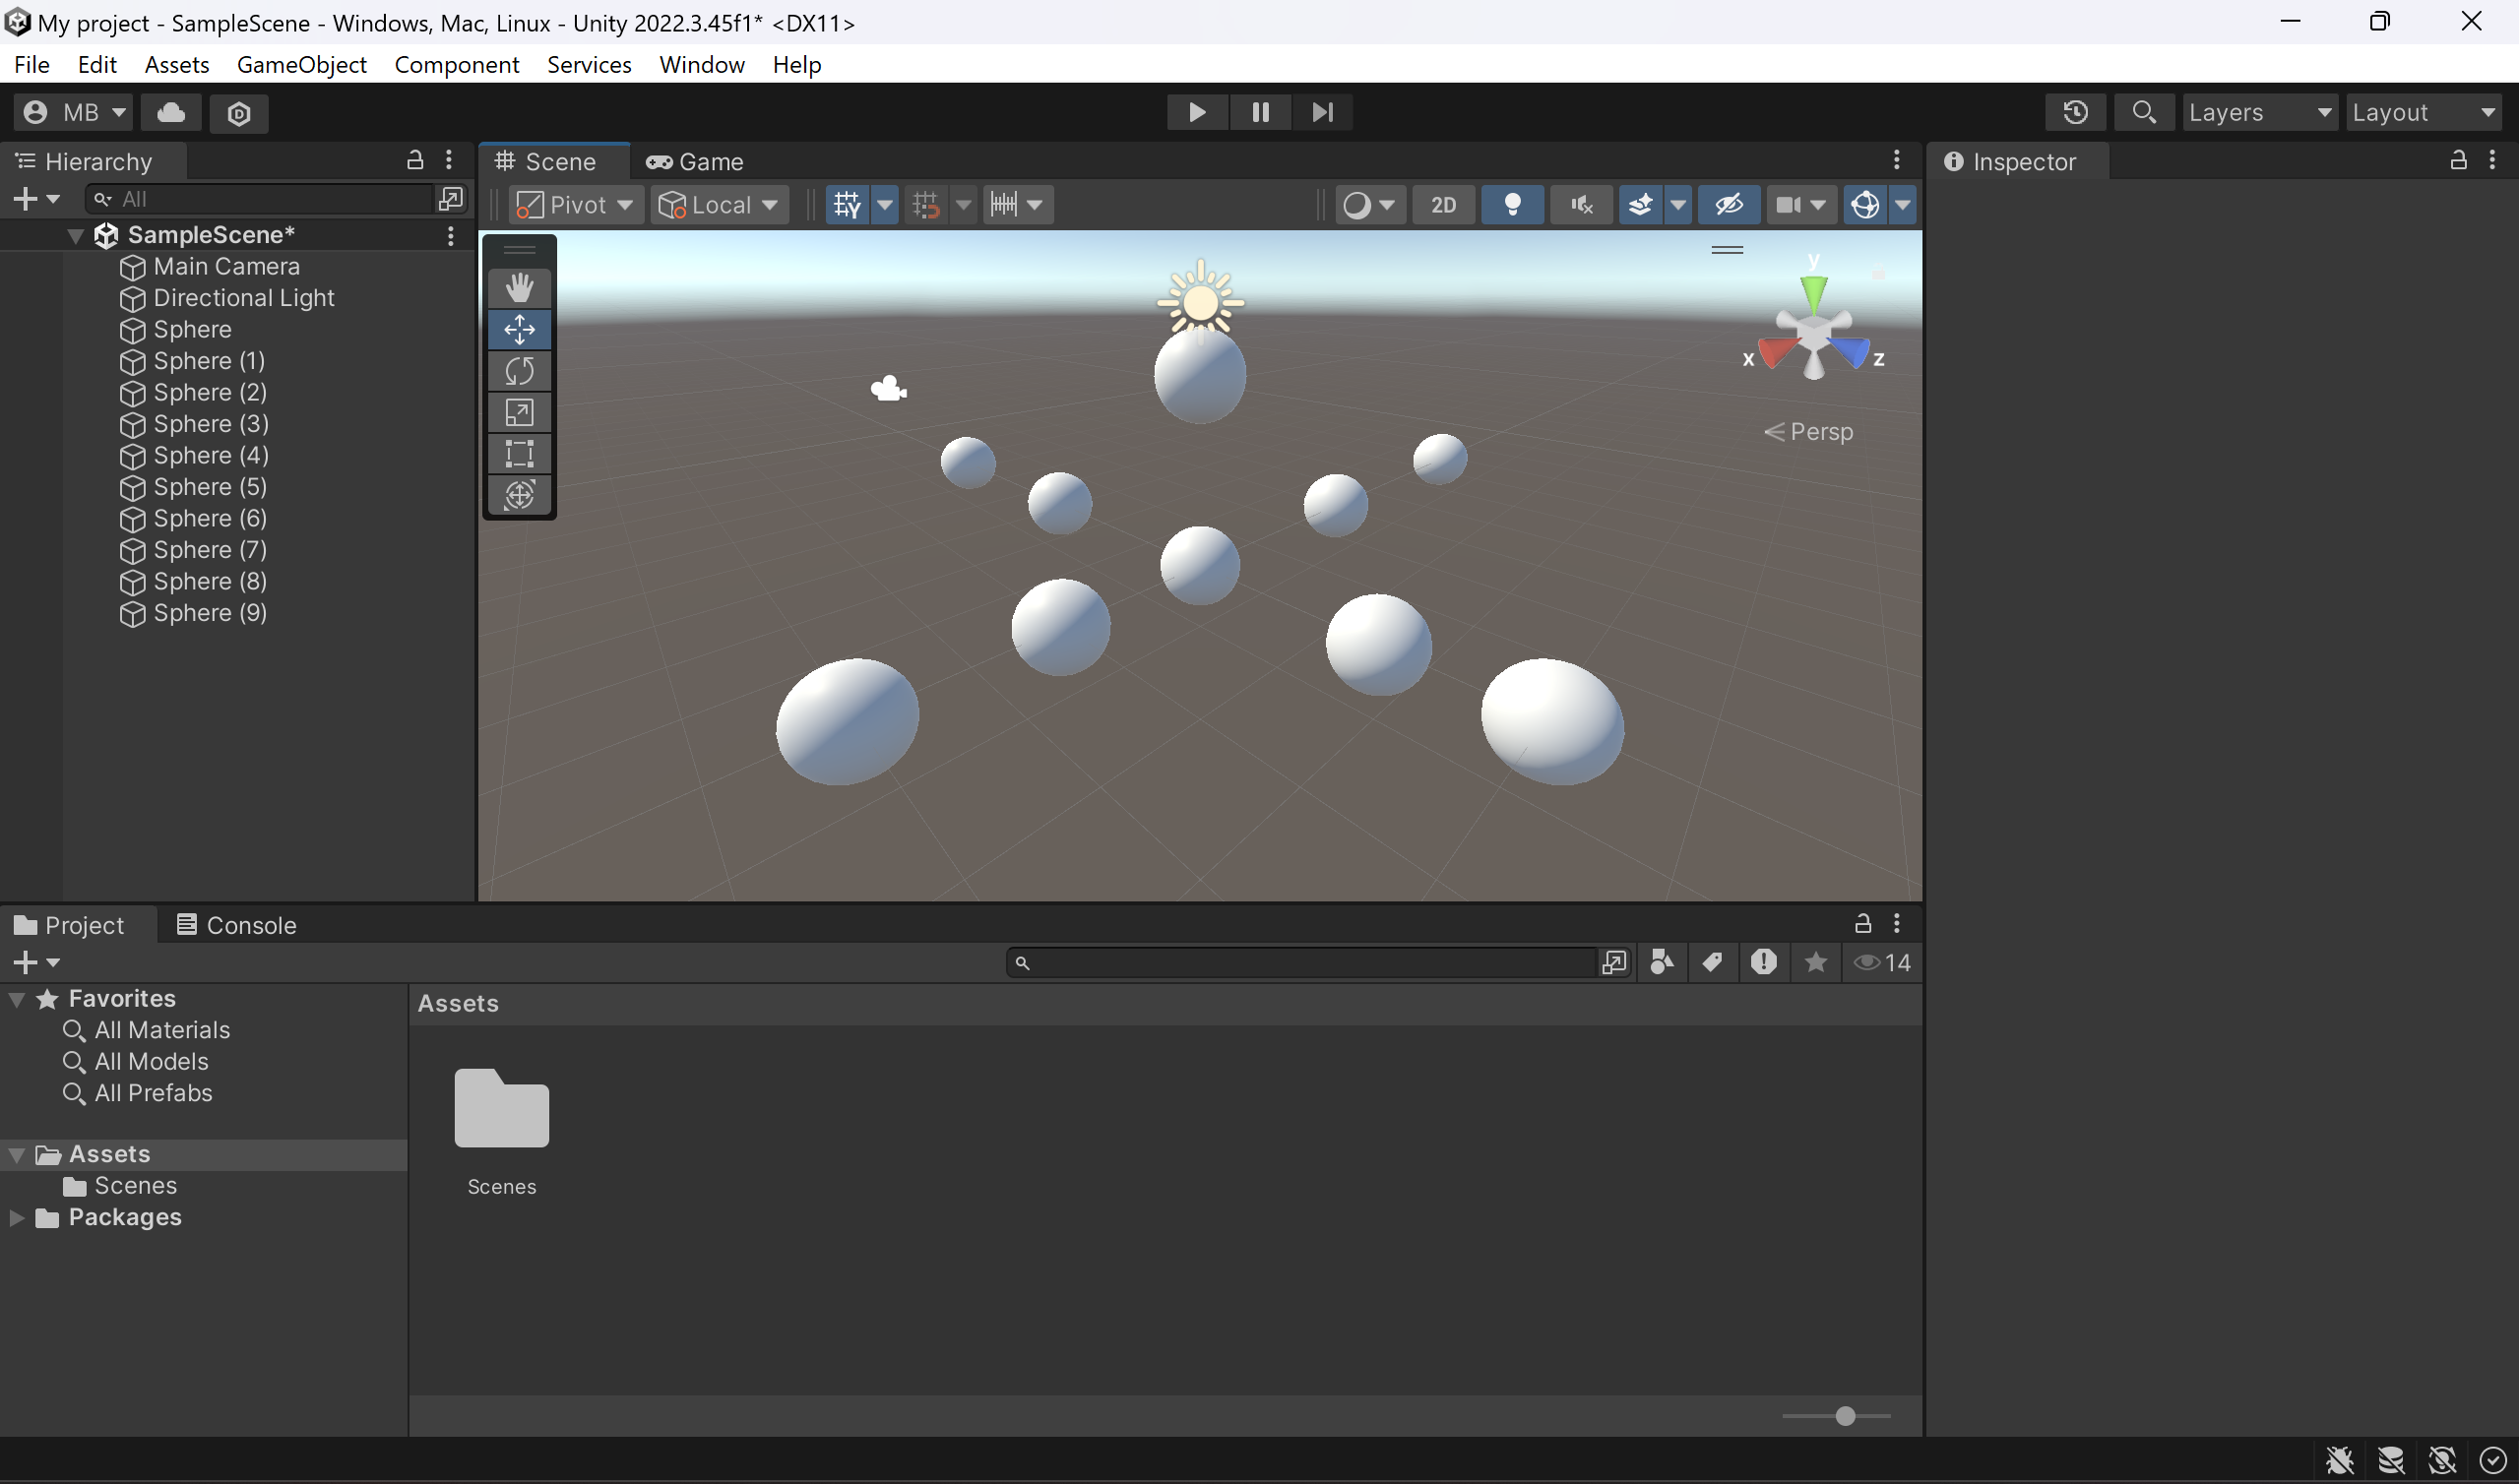 My project - SampleScene - Windows, Mac, Linux - Unity 2022.3.45f1* <DX11>
File Edit Assets GameObject Component Services Window Help
MB Layers Layout
Hierarchy
All
SampleScene*
Main Camera
Directional Light
Sphere
Sphere (1)
Sphere (2)
Sphere (3)
Sphere (4)
Sphere (5)
Sphere (6)
Sphere (7)
Sphere (8)
Sphere (9)
Scene Game
Pivot Local 2D
y
x z
Persp
Inspector
Project Console
14
Favorites
All Materials
All Models
All Prefabs
Assets
Scenes
Packages
Assets
Scenes